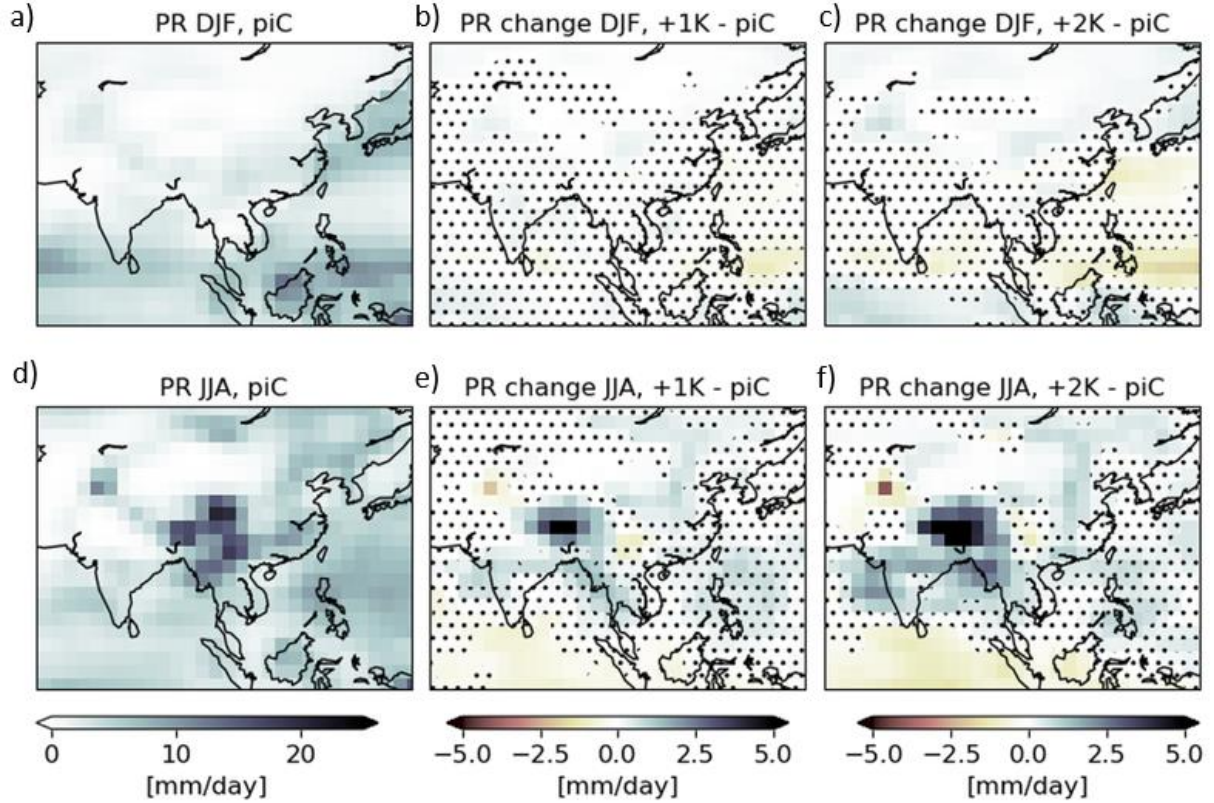 a) PR DJF, piC
b) PR change DJF, +1K - piC
c) PR change DJF, +2K - piC
d) PR JJA, piC
e) PR change JJA, +1K - piC
f) PR change JJA, +2K - piC
0 10 20
[mm/day]
−5.0 −2.5 0.0 2.5 5.0
[mm/day]
−5.0 −2.5 0.0 2.5 5.0
[mm/day]